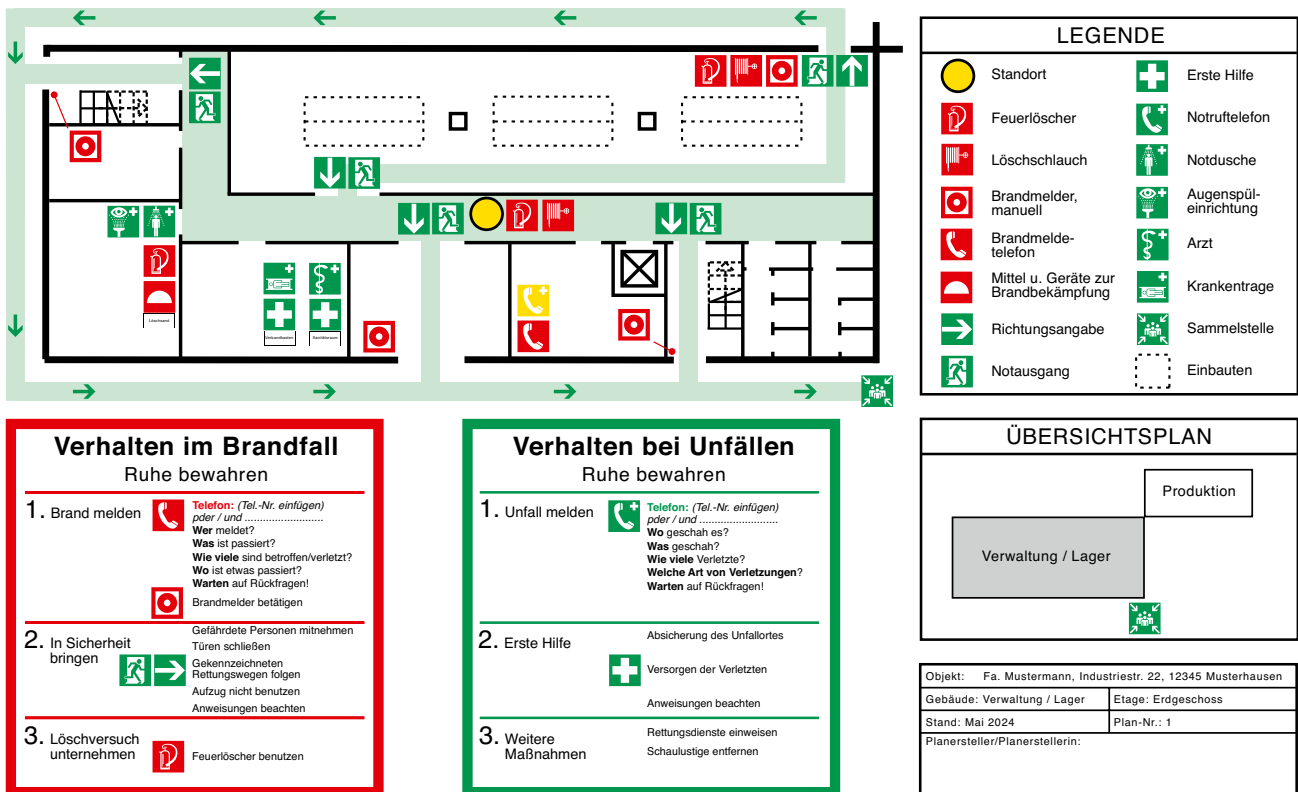 Löschsand
Verbandkasten
Sanitätsraum
LEGENDE
Standort
Feuerlöscher
Löschschlauch
Brandmelder,
manuell
Brandmelde-
telefon
Mittel u. Geräte zur
Brandbekämpfung
Richtungsangabe
Notausgang
Erste Hilfe
Notruftelefon
Notdusche
Augenspül-
einrichtung
Arzt
Krankentrage
Sammelstelle
Einbauten
Verhalten im Brandfall
Ruhe bewahren
1. Brand melden
Telefon: (Tel.-Nr. einfügen)
pder / und ........................
Wer meldet?
Was ist passiert?
Wie viele sind betroffen/verletzt?
Wo ist etwas passiert?
Warten auf Rückfragen!
Brandmelder betätigen
2. In Sicherheit
bringen
Gefährdete Personen mitnehmen
Türen schließen
Gekennzeichneten
Rettungswegen folgen
Aufzug nicht benutzen
Anweisungen beachten
3. Löschversuch
unternehmen
Feuerlöscher benutzen
Verhalten bei Unfällen
Ruhe bewahren
1. Unfall melden
Telefon: (Tel.-Nr. einfügen)
pder / und ........................
Wo geschah es?
Was geschah?
Wie viele Verletzte?
Welche Art von Verletzungen?
Warten auf Rückfragen!
2. Erste Hilfe
Absicherung des Unfallortes
Versorgen der Verletzten
Anweisungen beachten
3. Weitere
Maßnahmen
Rettungsdienste einweisen
Schaulustige entfernen
ÜBERSICHTSPLAN
Produktion
Verwaltung / Lager
Objekt: Fa. Mustermann, Industriestr. 22, 12345 Musterhausen
Gebäude: Verwaltung / Lager
Etage: Erdgeschoss
Stand: Mai 2024
Plan-Nr.: 1
Planersteller/Planerstellerin: